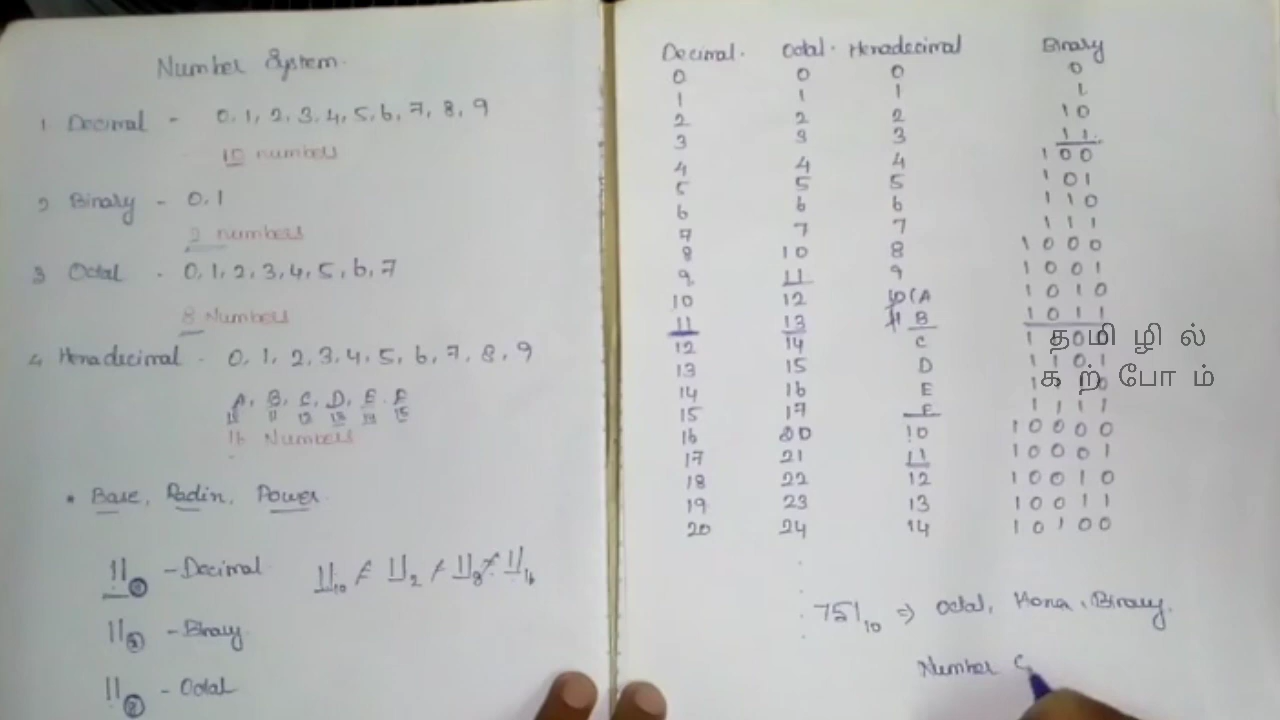 Number System
1 Decimal - 0, 1, 2, 3, 4, 5, 6, 7, 8, 9
10 numbers
2 Binary - 0, 1
2 numbers
3 Octal - 0, 1, 2, 3, 4, 5, 6, 7
8 Numbers
4 Hexadecimal - 0, 1, 2, 3, 4, 5, 6, 7, 8, 9
A, B, C, D, E, F
10 11 12 13 14 15
16 Numbers
* Base, Radix, Power
11 - Decimal 11₁₀ ≠ 11₂ ≠ 11₈ ≠ 11₁₆
11₂ - Binary
11 - Octal
Decimal. Octal. Hexadecimal Binary
0 0 0 0
1 1 1 1
2 2 2 10
3 3 3 11
4 4 4 100
5 5 5 101
6 6 6 110
7 7 7 111
8 10 8 1000
9 11 9 1001
10 12 10(A 1010
11 13 11 B 1011
12 14 C
13 15 D
14 16 E
15 17 F 1111
16 20 10 10000
17 21 11 10001
18 22 12 10010
19 23 13 10011
20 24 14 10100
751₁₀ => Octal, Hexa, Binary.
Number S
தமிழில்
கற்போம்